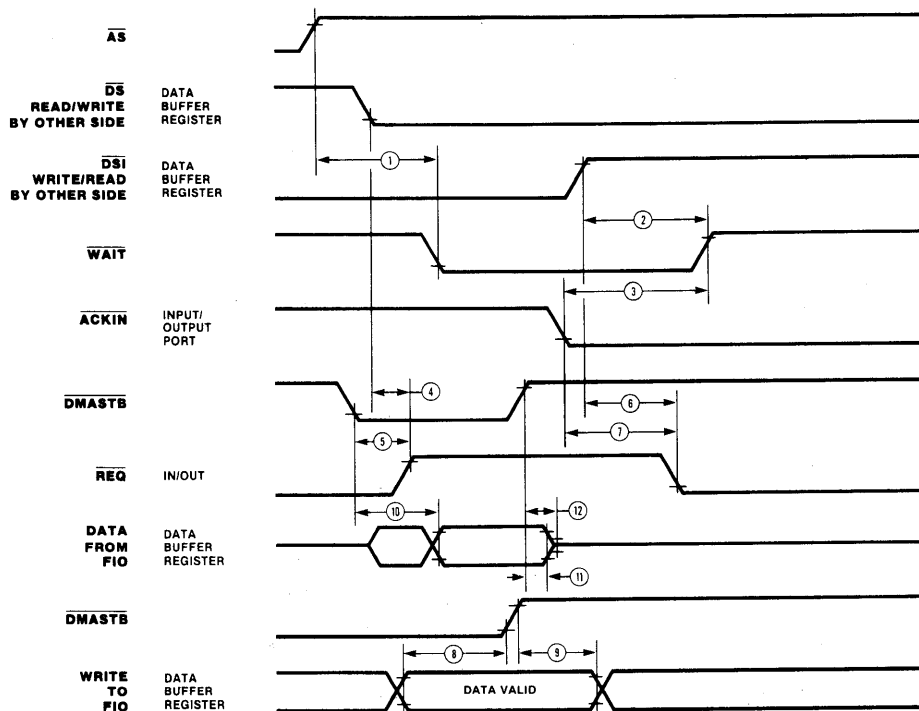 AS
DS DATA
READ/WRITE BUFFER
BY OTHER SIDE REGISTER
1
DSI DATA
WRITE/READ BUFFER
BY OTHER SIDE REGISTER
2
WAIT
3
ACKIN INPUT/
OUTPUT
PORT
4
DMASTB
6
7
5
REQ IN/OUT
10
12
DATA DATA
FROM BUFFER
FIO REGISTER
11
DMASTB
8
9
WRITE DATA
TO BUFFER DATA VALID
FIO REGISTER